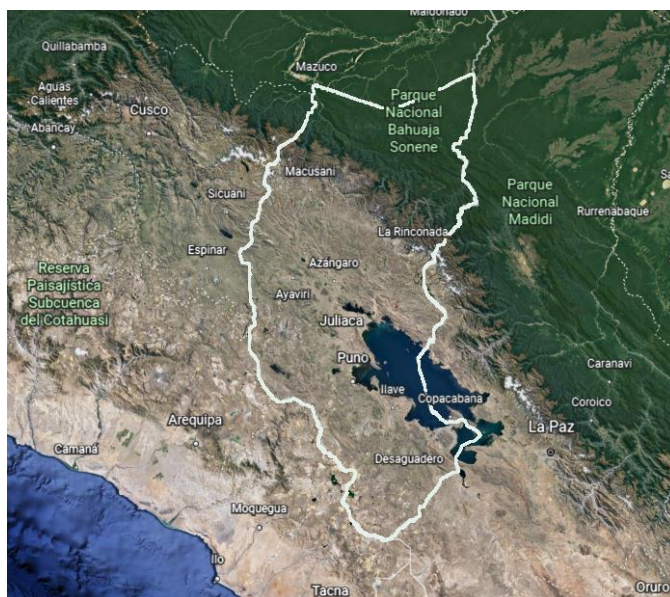 Maldonado
Quillabamba
Mazuco
Aguas
Calientes
Parque
Nacional
Bahuaja
Sonene
Cusco
Abancay
Macusani
Parque
Nacional
Madidi
Sicuani
Rurrenabaque
La Rinconada
Espinar
Azángaro
Reserva
Paisajística
Subcuenca
del Cotahuasi
Ayaviri
Juliaca
Puno
Caranavi
Ilave
Copacabana
Coroico
Arequipa
La Paz
Camaná
Desaguadero
Moquegua
Ilo
Tacna
Oruro